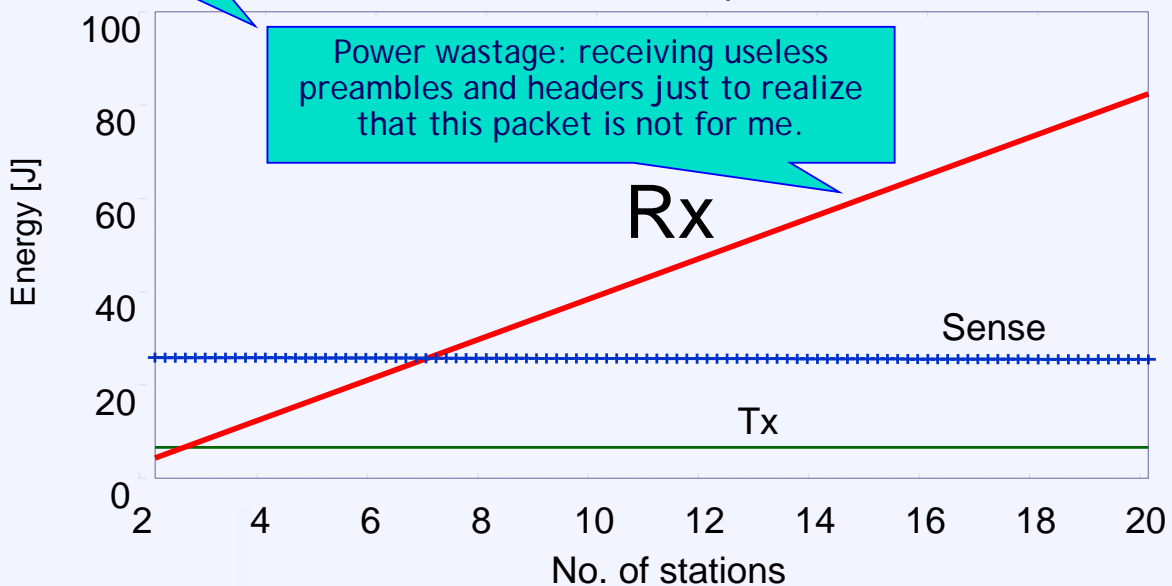 100
Power wastage: receiving useless
preambles and headers just to realize
that this packet is not for me.
80
60
Rx
Energy [J]
40
Sense
20
Tx
0
2 4 6 8 10 12 14 16 18 20
No. of stations